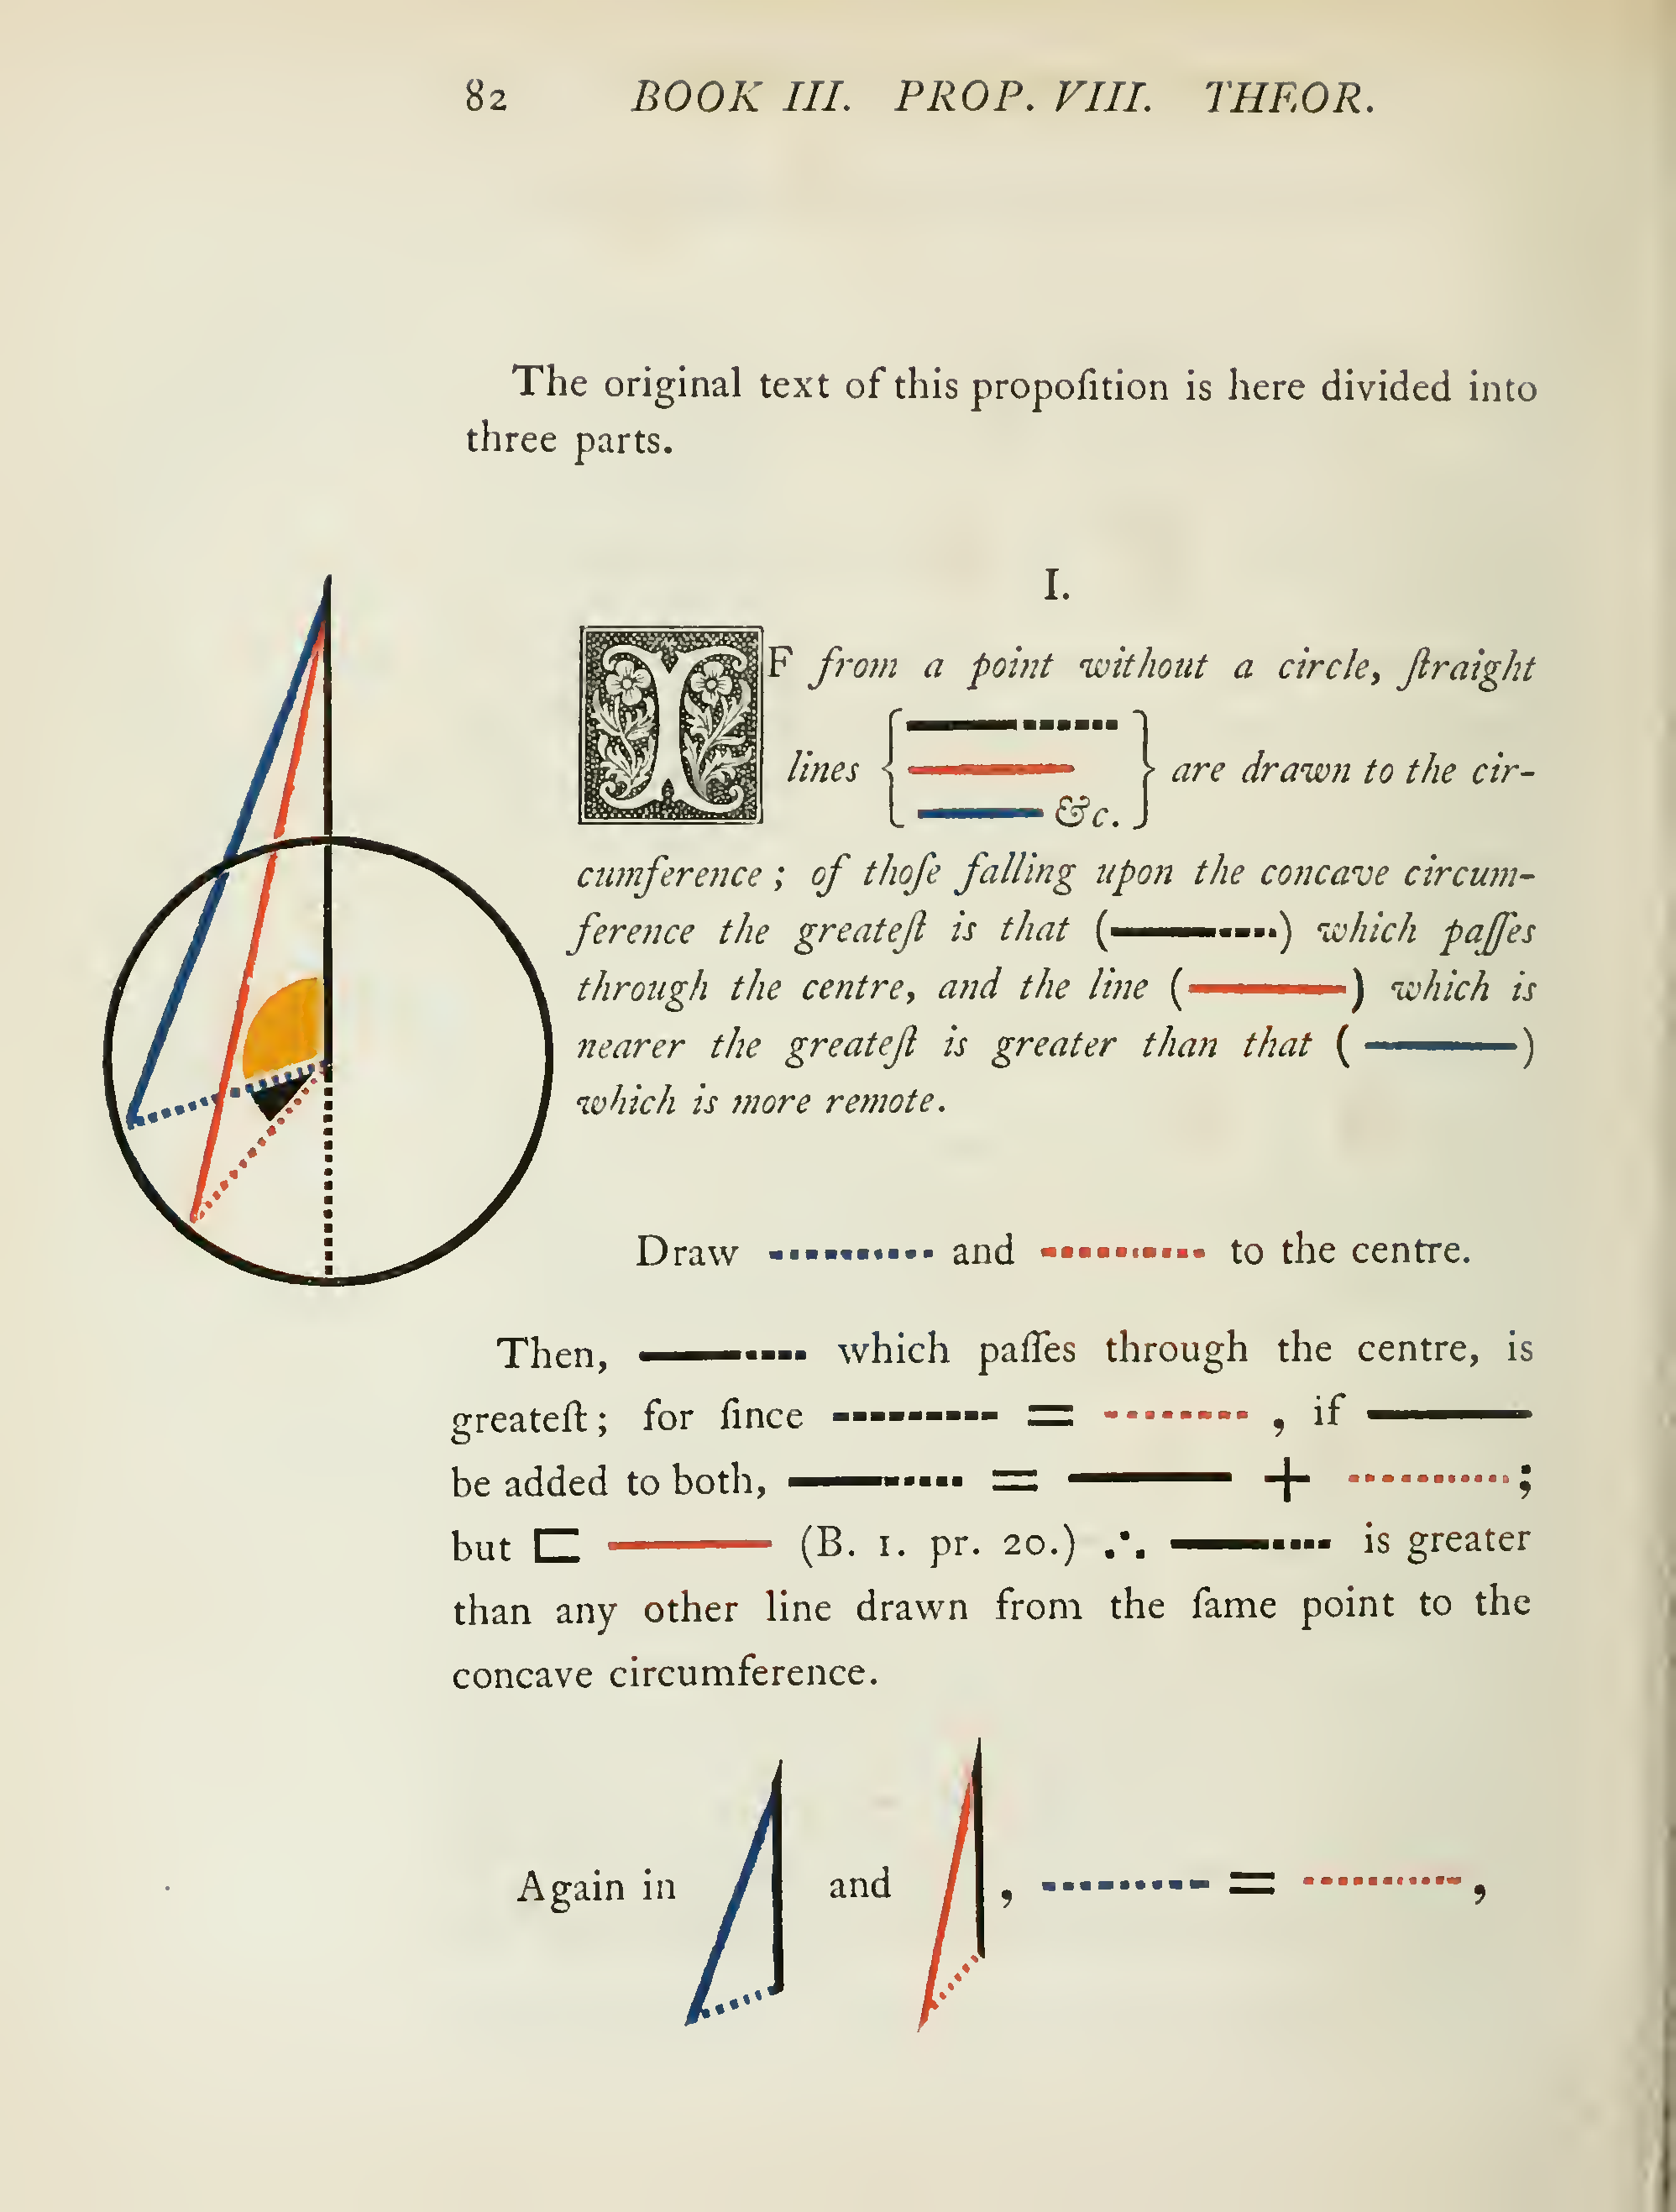 82 BOOK III. PROP. VIII. THEOR.
The original text of this propoſition is here divided into
three parts.
I.
IF from a point without a circle, ſtraight
lines { &c. } are drawn to the cir-
cumference; of thoſe falling upon the concave circum-
ference the greateſt is that ( ) which paſſes
through the centre, and the line ( ) which is
nearer the greateſt is greater than that ( )
which is more remote.
Draw and to the centre.
Then, which paſſes through the centre, is
greateſt; for ſince = , if
be added to both, = + ;
but ⊏ (B. 1. pr. 20.) ∴ is greater
than any other line drawn from the ſame point to the
concave circumference.
Again in and , = ,